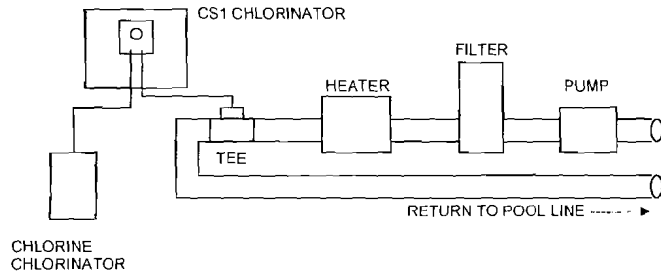 CS1 CHLORINATOR
FILTER
HEATER
PUMP
TEE
RETURN TO POOL LINE
CHLORINE
CHLORINATOR